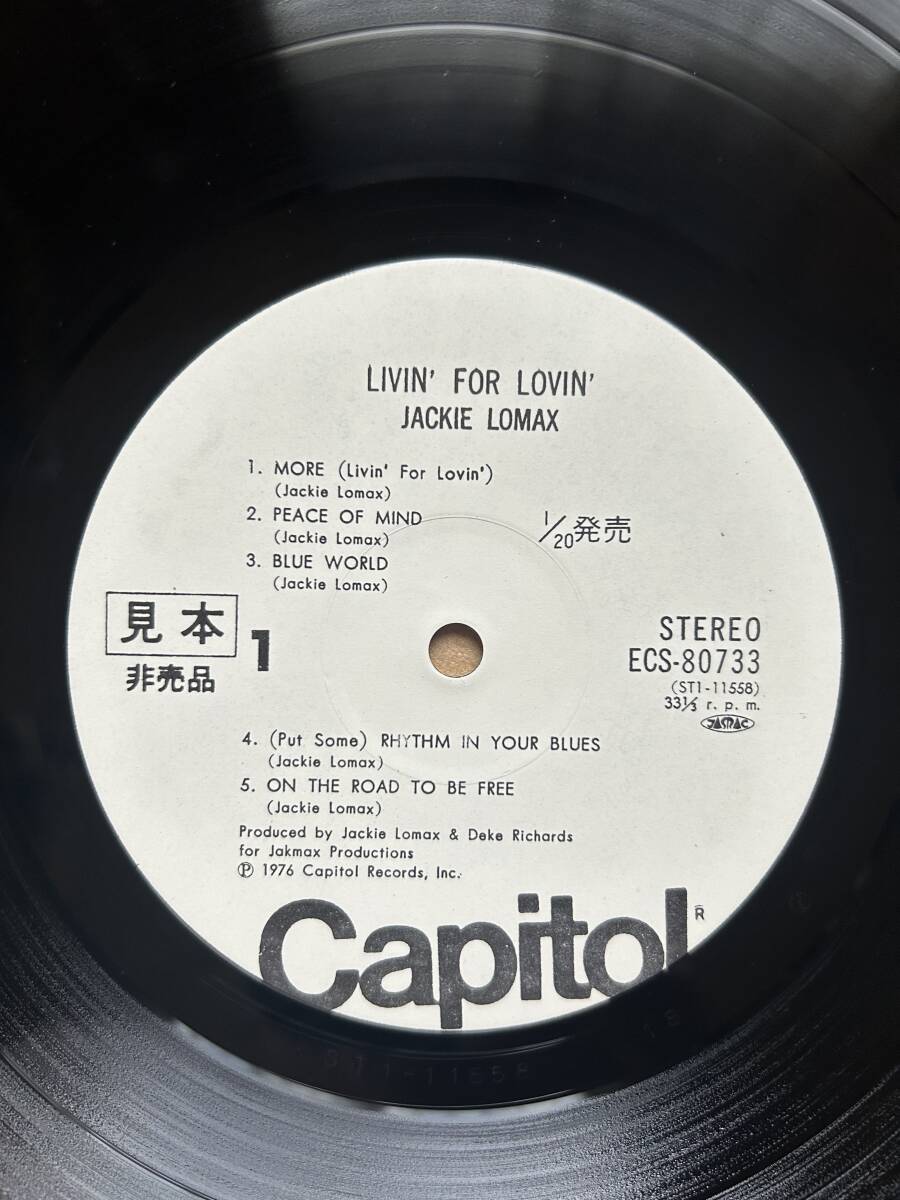 LIVIN' FOR LOVIN'
JACKIE LOMAX
1. MORE (Livin' For Lovin')
(Jackie Lomax)
2. PEACE OF MIND
(Jackie Lomax)
3. BLUE WORLD
(Jackie Lomax)
1/20発売
見本
非売品
1
STEREO
ECS-80733
(ST1-11558)
33⅓ r. p. m.
JASRAC
4. (Put Some) RHYTHM IN YOUR BLUES
(Jackie Lomax)
5. ON THE ROAD TO BE FREE
(Jackie Lomax)
Produced by Jackie Lomax & Deke Richards
for Jakmax Productions
Ⓟ 1976 Capitol Records, Inc.
Capitol®